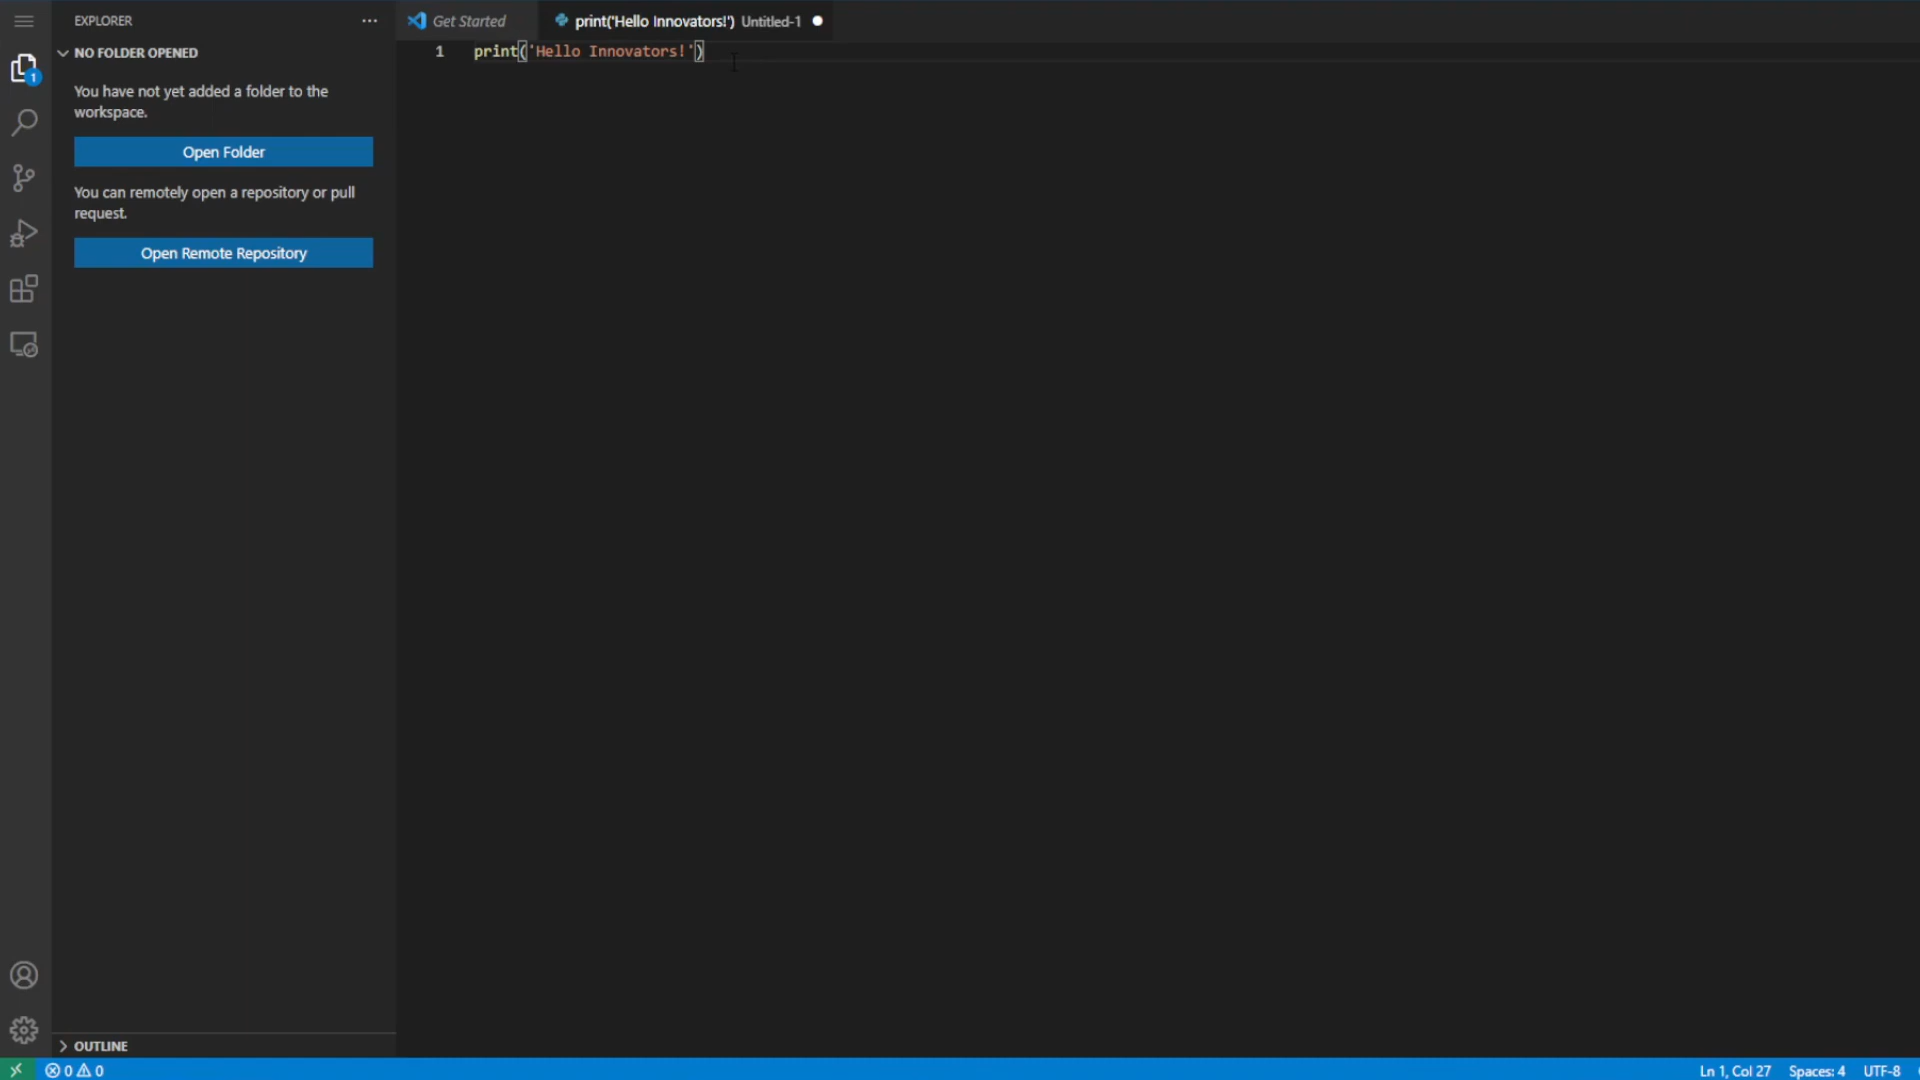 EXPLORER
NO FOLDER OPENED
You have not yet added a folder to the
workspace.
Open Folder
You can remotely open a repository or pull
request.
Open Remote Repository
OUTLINE
Get Started
print('Hello Innovators!') Untitled-1
1 print('Hello Innovators!')
1
0 0
Ln 1, Col 27 Spaces: 4 UTF-8